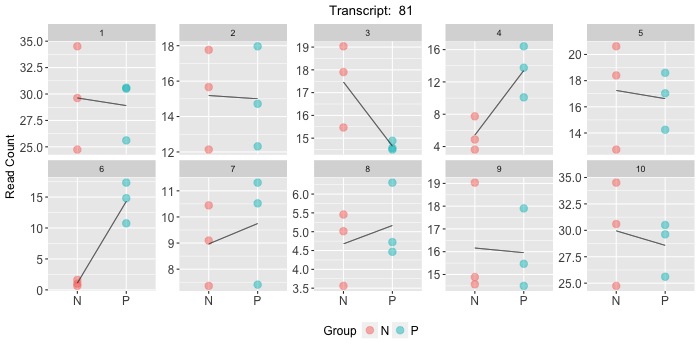 Transcript:  81
Read Count
1 2 3 4 5
35.0 18 19 16 20
32.5 18
30.0 16 17 12 18
27.5 14 16 8 16
25.0 12 15 4 14
6 7 8 9 10
15 11 6.0 19 35.0
10 10 5.5 18 32.5
5 9 5.0 17 30.0
0 8 4.5 16 27.5
4.0 15 25.0
3.5
N P N P N P N P N P
Group N P